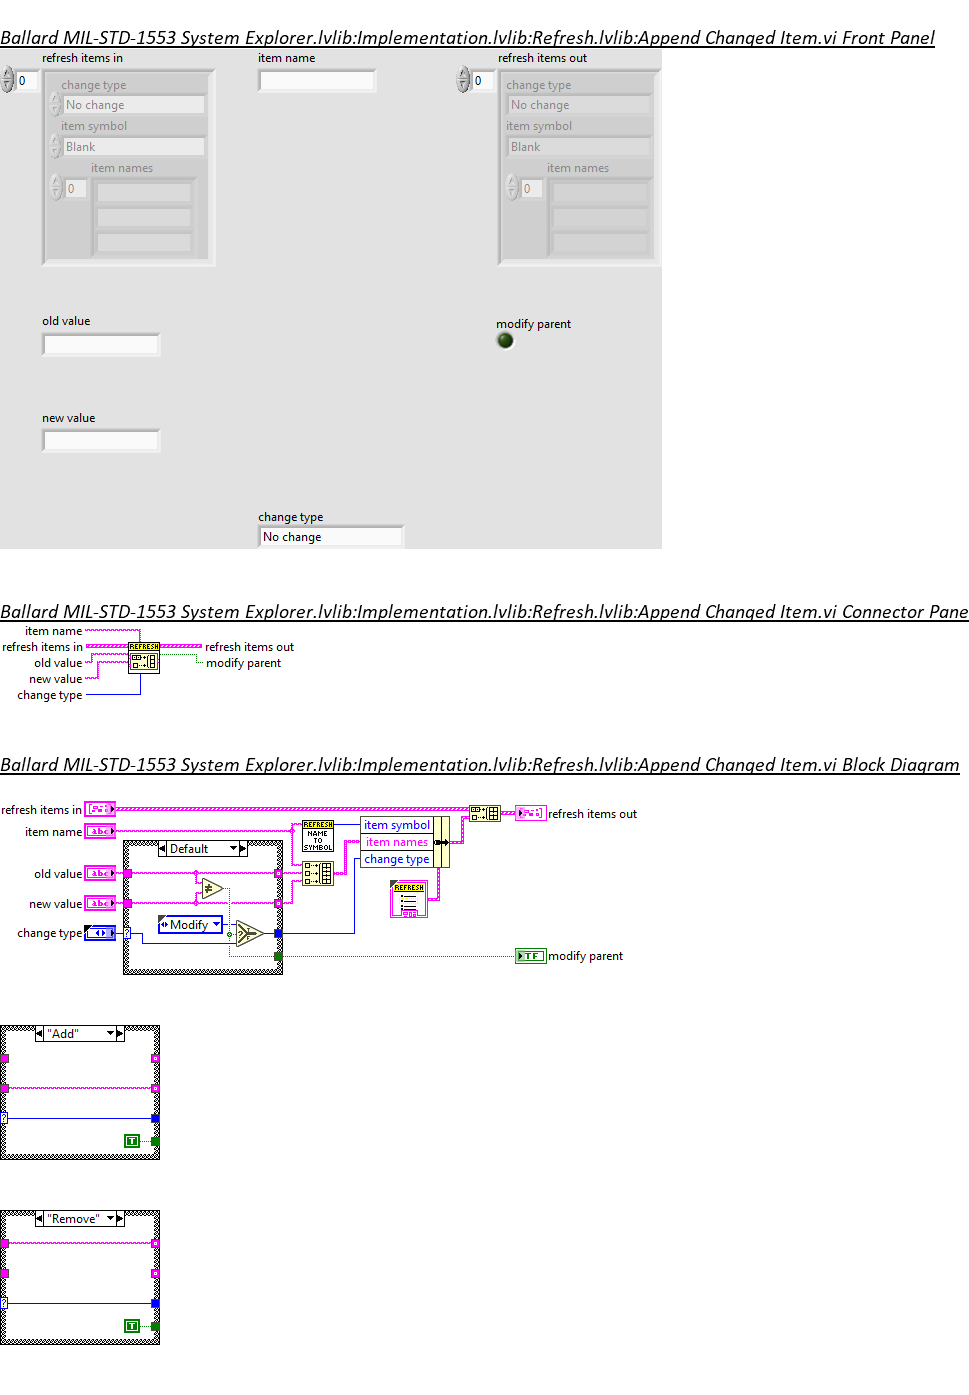 Ballard MIL-STD-1553 System Explorer.lvlib:Implementation.lvlib:Refresh.lvlib:Append Changed Item.vi Front Panel
refresh items in item name refresh items out
0 0
change type change type
No change No change
item symbol item symbol
Blank Blank
item names item names
0 0
old value
modify parent
new value
change type
No change
Ballard MIL-STD-1553 System Explorer.lvlib:Implementation.lvlib:Refresh.lvlib:Append Changed Item.vi Connector Pane
item name
refresh items in REFRESH refresh items out
old value modify parent
new value
change type
Ballard MIL-STD-1553 System Explorer.lvlib:Implementation.lvlib:Refresh.lvlib:Append Changed Item.vi Block Diagram
refresh items in refresh items out
item name abc REFRESH item symbol
NAME
TO item names
SYMBOL
Default change type
old value abc
REFRESH
new value abc ≠
Modify
change type ? ? T F
TF modify parent
"Add"
?
T
"Remove"
?
T